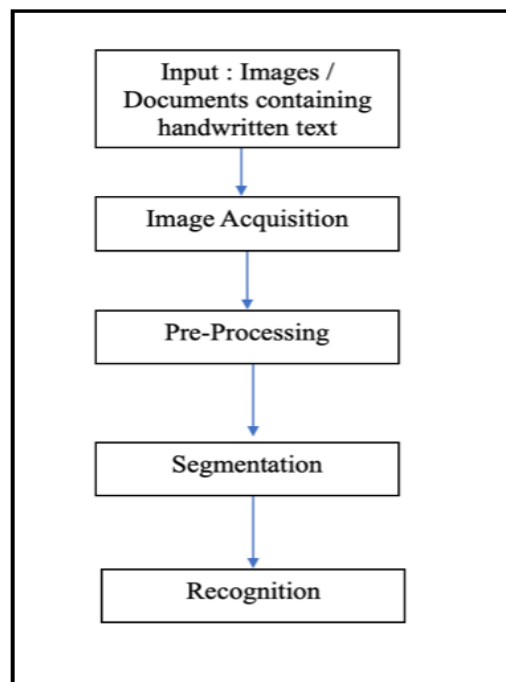 Input : Images /
Documents containing
handwritten text
Image Acquisition
Pre-Processing
Segmentation
Recognition